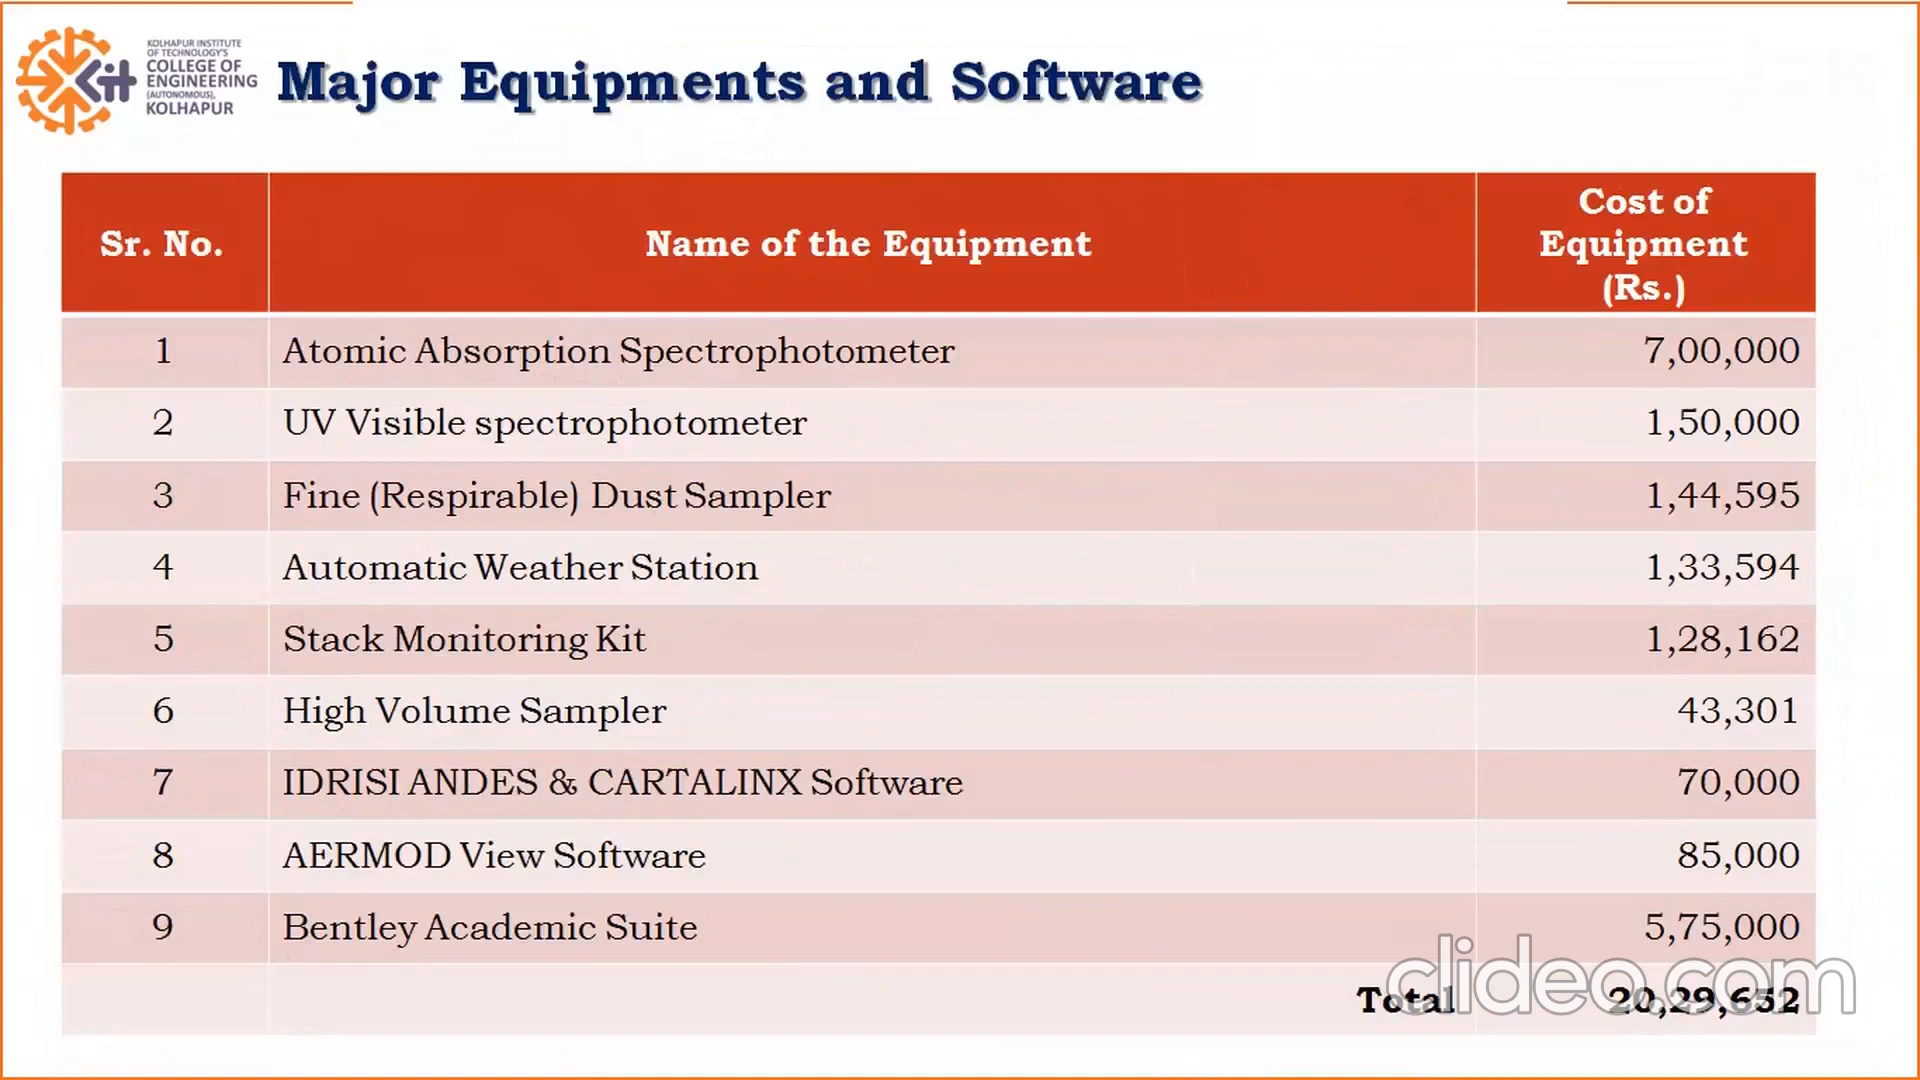 KOLHAPUR INSTITUTE
OF TECHNOLOGY'S
COLLEGE OF
ENGINEERING
(AUTONOMOUS),
KOLHAPUR
Kit
Major Equipments and Software
Sr. No. Name of the Equipment Cost of
Equipment
(Rs.)
1 Atomic Absorption Spectrophotometer 7,00,000
2 UV Visible spectrophotometer 1,50,000
3 Fine (Respirable) Dust Sampler 1,44,595
4 Automatic Weather Station 1,33,594
5 Stack Monitoring Kit 1,28,162
6 High Volume Sampler 43,301
7 IDRISI ANDES & CARTALINX Software 70,000
8 AERMOD View Software 85,000
9 Bentley Academic Suite 5,75,000
Total 20,29,652
clideo.com